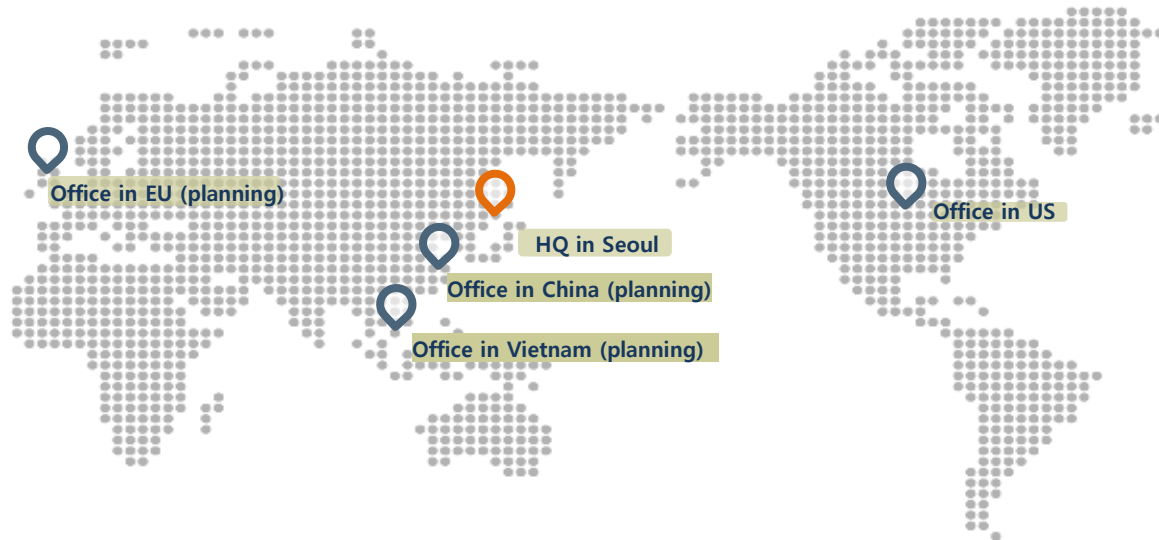 Office in EU (planning)
Office in US
HQ in Seoul
Office in China (planning)
Office in Vietnam (planning)